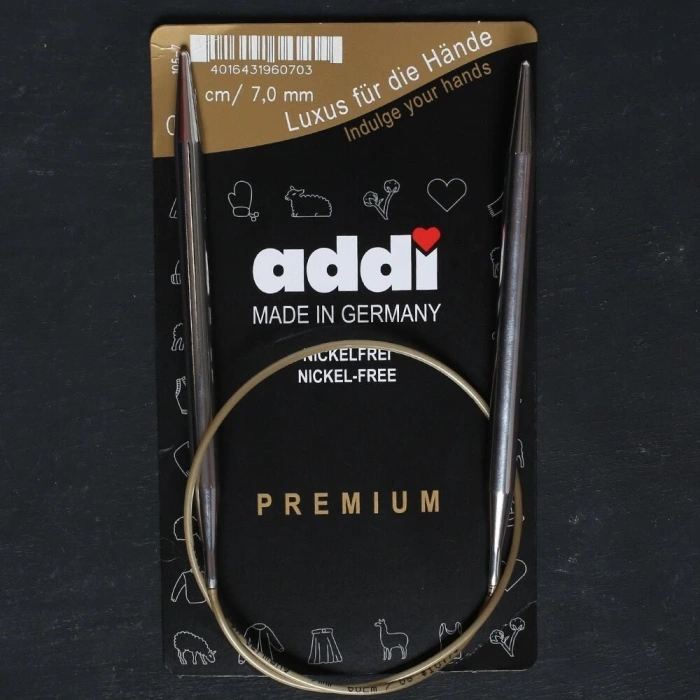 4016431960703
cm/ 7,0 mm
Luxus für die Hände
Indulge your hands
addi
MADE IN GERMANY
NICKELFREI
NICKEL-FREE
PREMIUM
60cm